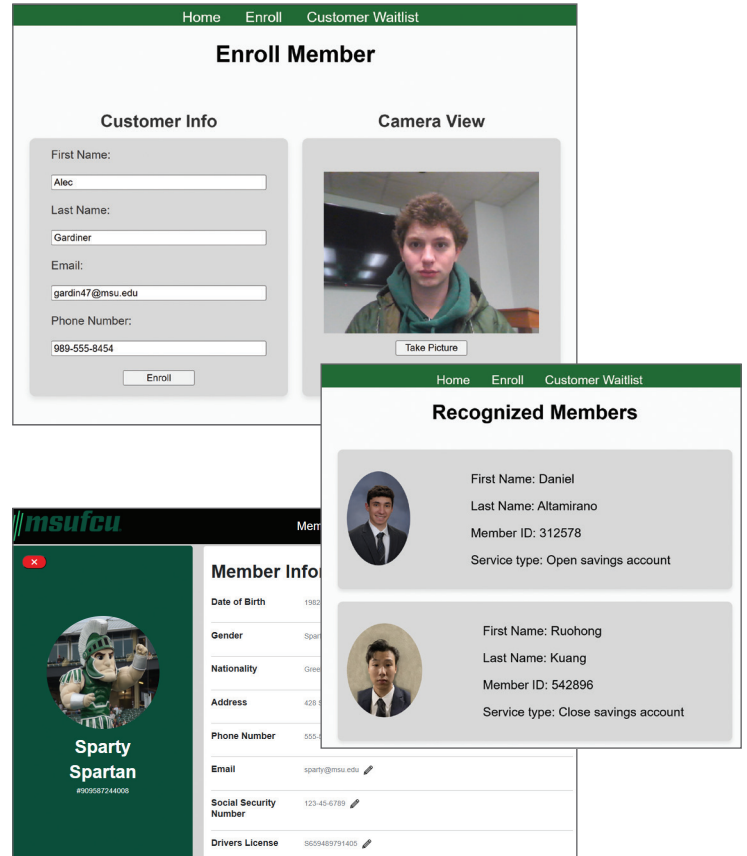 Home Enroll Customer Waitlist
Enroll Member
Customer Info
Camera View
First Name:
Alec
Last Name:
Gardiner
Email:
gardin47@msu.edu
Phone Number:
989-555-8454
Enroll
Take Picture
Home Enroll Customer Waitlist
Recognized Members
First Name: Daniel
Last Name: Altamirano
Member ID: 312578
Service type: Open savings account
First Name: Ruohong
Last Name: Kuang
Member ID: 542896
Service type: Close savings account
msufcu
Sparty
Spartan
#909587244008
Member
Date of Birth 1982
Gender
Nationality
Address 428
Phone Number
Email sparty@msu.edu
Social Security
Number
123-45-6789
Drivers License S659489791405